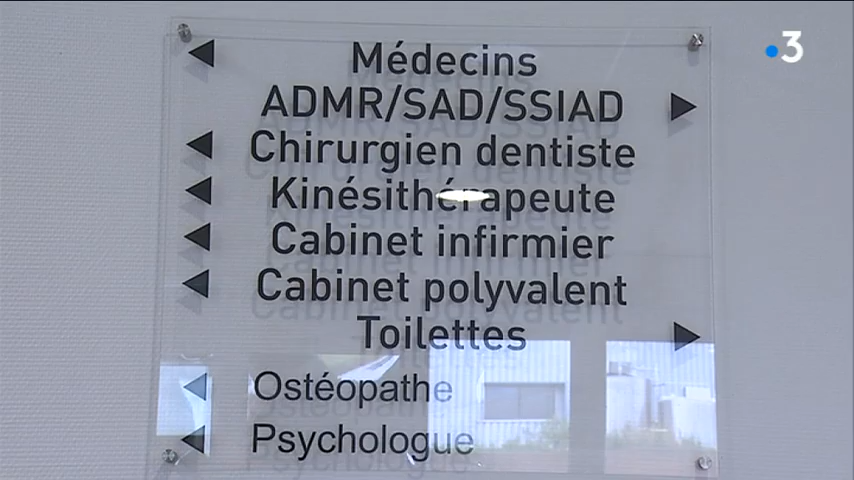 3
Médecins
ADMR/SAD/SSIAD
Chirurgien dentiste
Kinésithérapeute
Cabinet infirmier
Cabinet polyvalent
Toilettes
Ostéopathe
Psychologue